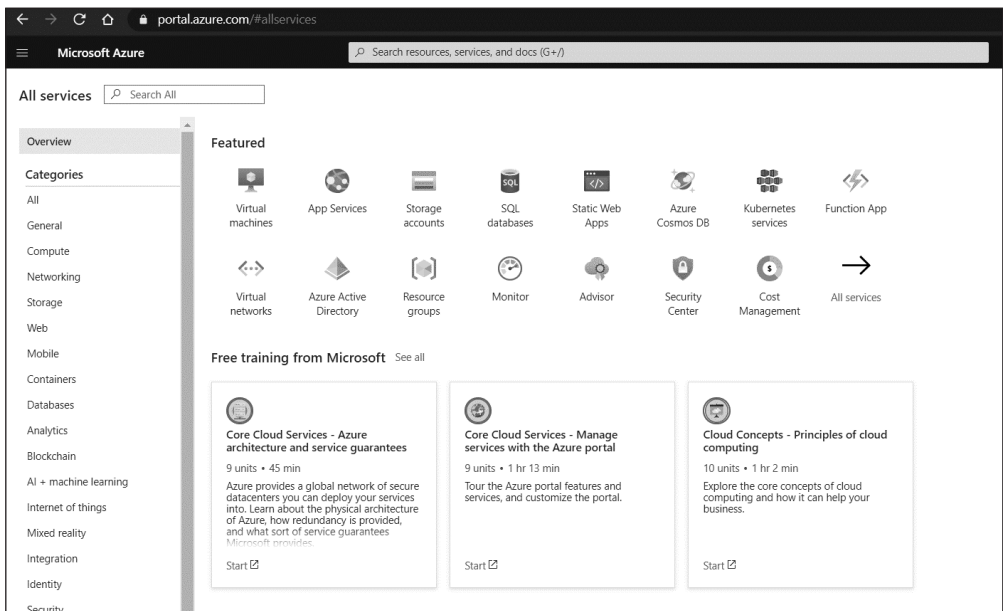 portal.azure.com/#allservices
Microsoft Azure
Search resources, services, and docs (G+/)
All services
Search All
Overview
Categories
All
General
Compute
Networking
Storage
Web
Mobile
Containers
Databases
Analytics
Blockchain
AI + machine learning
Internet of things
Mixed reality
Integration
Identity
Security
Featured
Virtual
machines
App Services
Storage
accounts
SQL
SQL
databases
Static Web
Apps
Azure
Cosmos DB
Kubernetes
services
Function App
Virtual
networks
Azure Active
Directory
Resource
groups
Monitor
Advisor
Security
Center
Cost
Management
All services
Free training from Microsoft See all
Core Cloud Services - Azure
architecture and service guarantees
9 units • 45 min
Azure provides a global network of secure
datacenters you can deploy your services
into. Learn about the physical architecture
of Azure, how redundancy is provided,
and what sort of service guarantees
Microsoft provides.
Start
Core Cloud Services - Manage
services with the Azure portal
9 units • 1 hr 13 min
Tour the Azure portal features and
services, and customize the portal.
Start
Cloud Concepts - Principles of cloud
computing
10 units • 1 hr 2 min
Explore the core concepts of cloud
computing and how it can help your
business.
Start